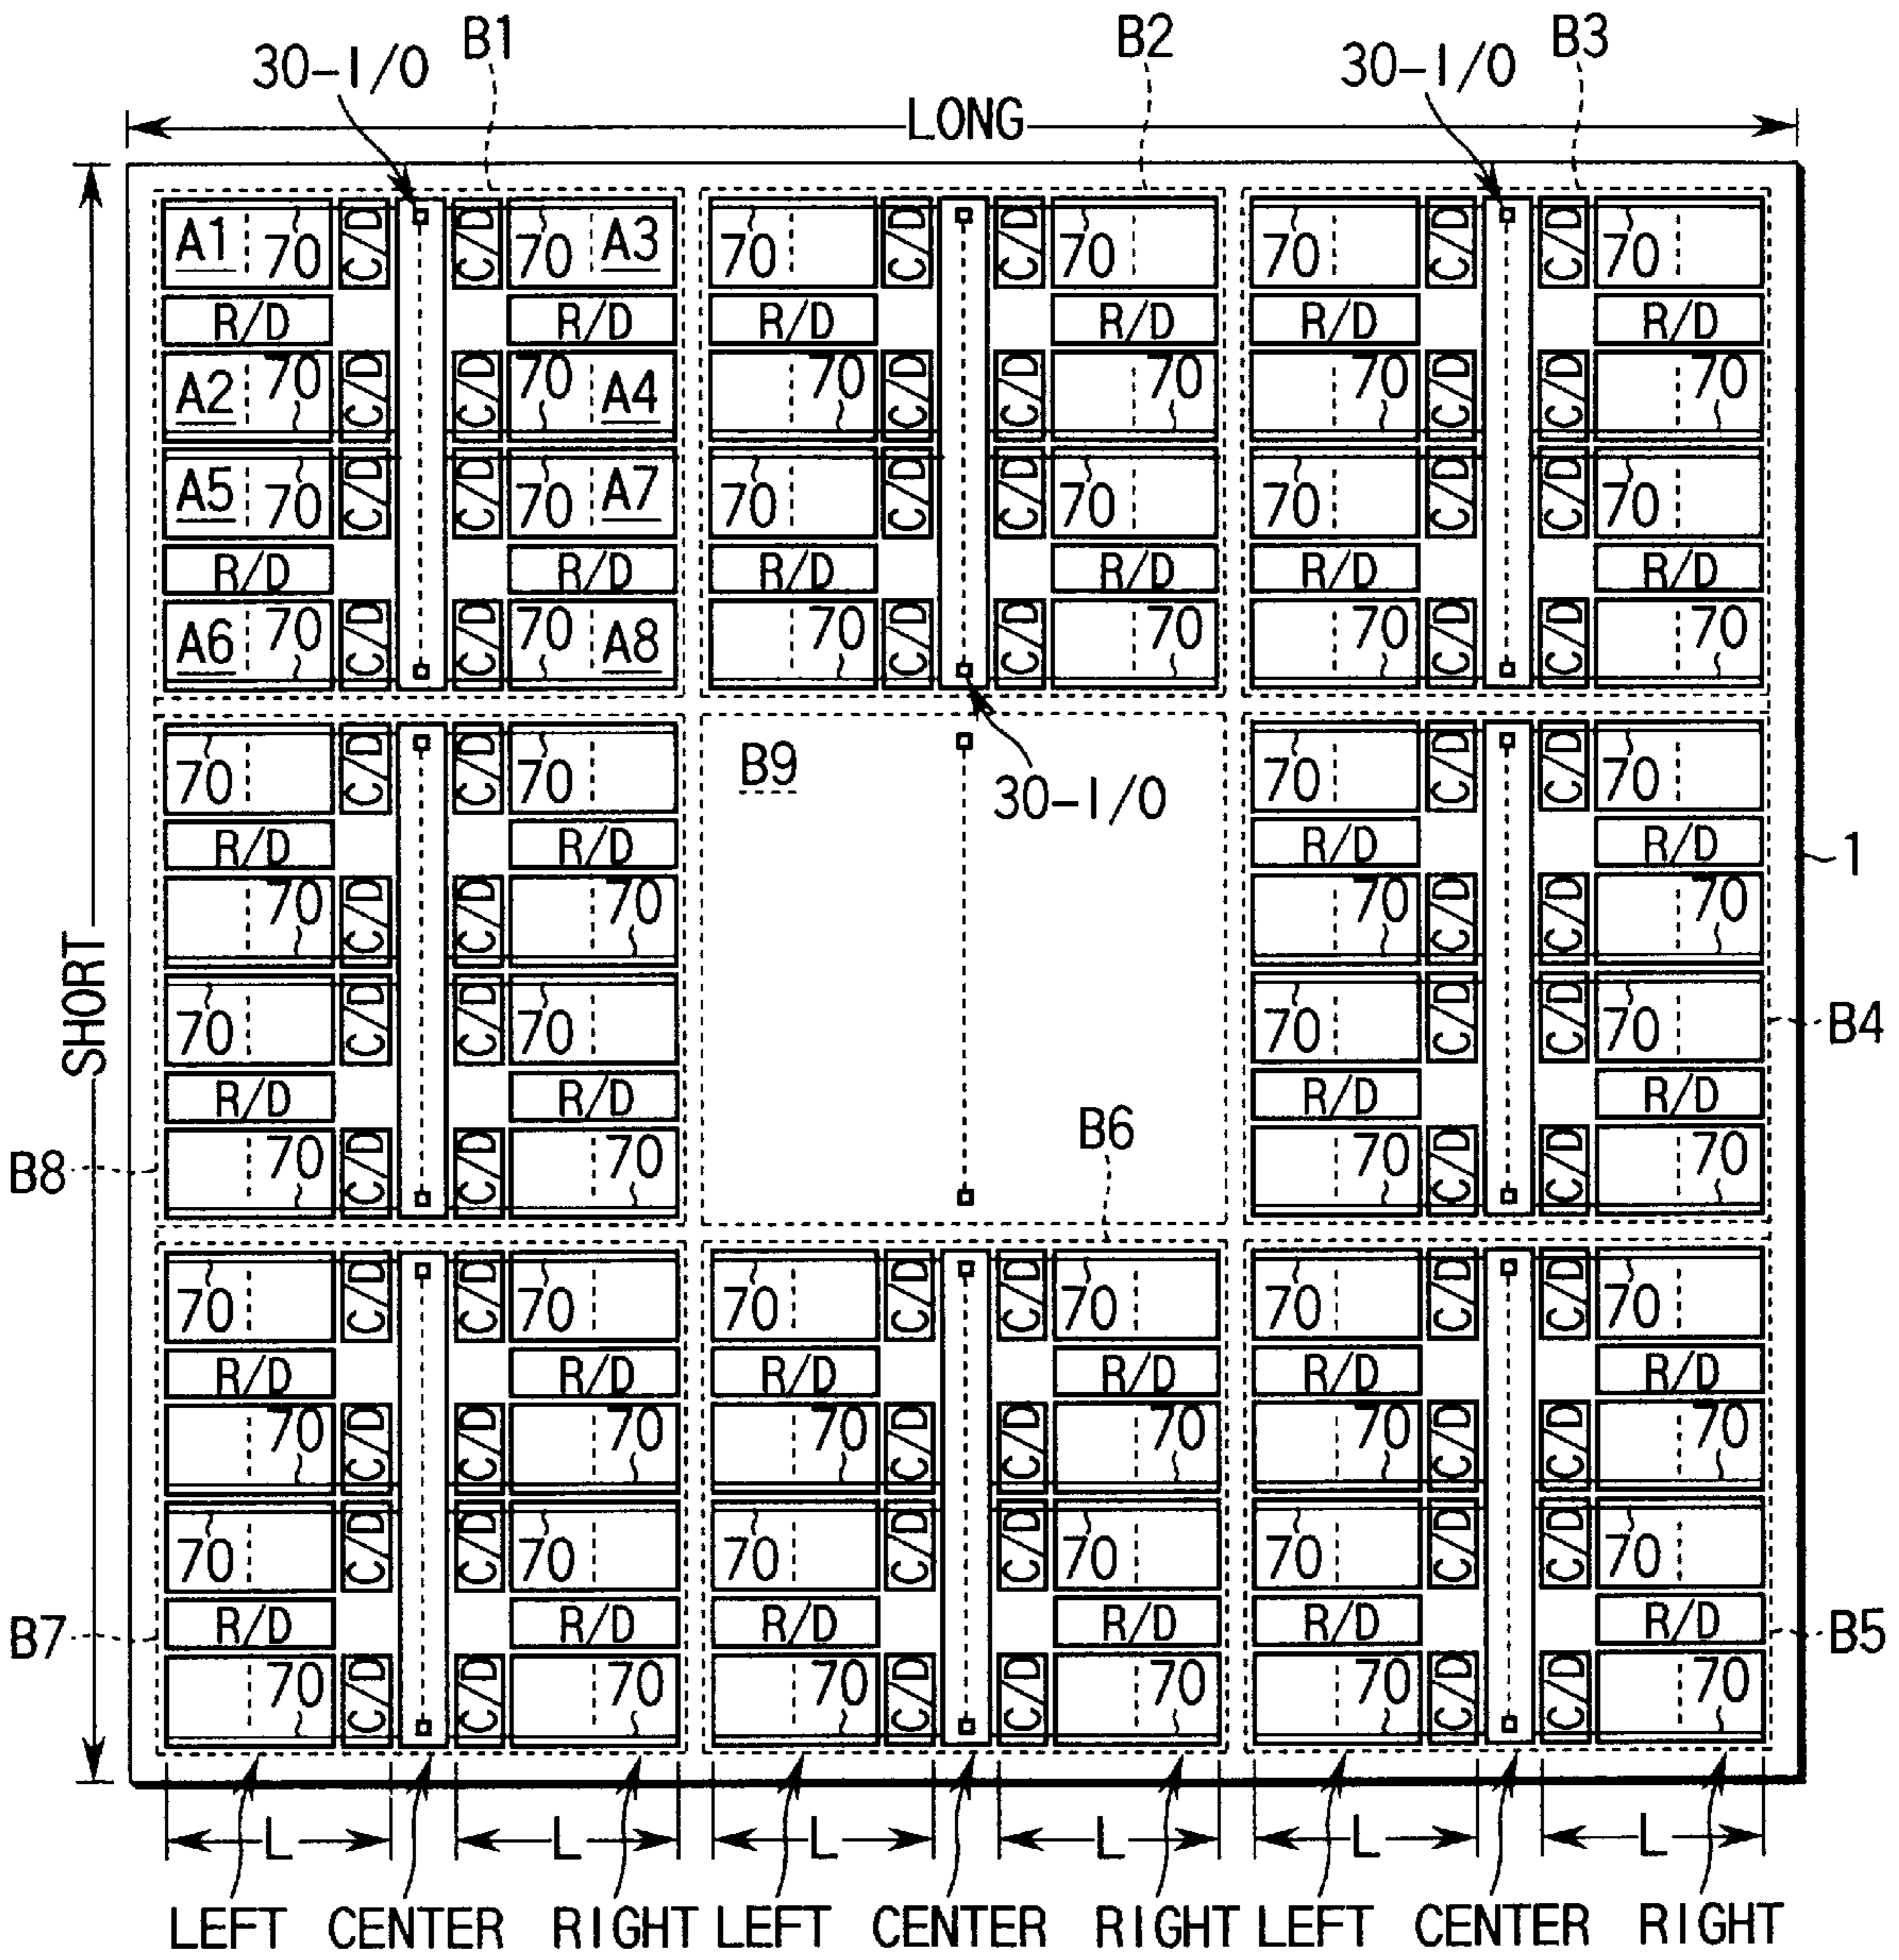 B1 B2 B3
30-I/O 30-I/O
LONG
A1 70 C/D C/D 70 A3 70 C/D C/D 70 70 C/D C/D 70
R/D R/D R/D R/D R/D R/D
A2 70 C/D C/D 70 A4 70 C/D C/D 70 70 C/D C/D 70
A5 70 C/D C/D 70 A7 70 C/D C/D 70 70 C/D C/D 70
R/D R/D R/D R/D R/D R/D
A6 70 C/D C/D 70 A8 70 C/D C/D 70 70 C/D C/D 70
70 C/D C/D 70 B9 70 C/D C/D 70
30-I/O
R/D R/D R/D R/D
1
70 C/D C/D 70 70 C/D C/D 70
SHORT
70 C/D C/D 70 70 C/D C/D 70
B4
R/D R/D R/D R/D
B6
B8
70 C/D C/D 70 70 C/D C/D 70
70 C/D C/D 70 70 C/D C/D 70 70 C/D C/D 70
R/D R/D R/D R/D R/D R/D
70 C/D C/D 70 70 C/D C/D 70 70 C/D C/D 70
70 C/D C/D 70 70 C/D C/D 70 70 C/D C/D 70
B7 R/D R/D R/D R/D R/D R/D B5
70 C/D C/D 70 70 C/D C/D 70 70 C/D C/D 70
L L L L L L
LEFT CENTER RIGHT LEFT CENTER RIGHT LEFT CENTER RIGHT